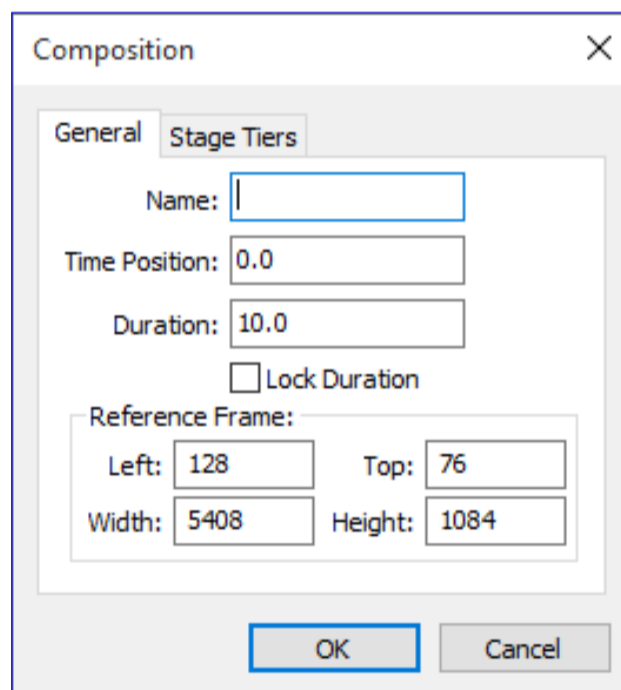 Composition
General Stage Tiers
Name:
Time Position: 0.0
Duration: 10.0
Lock Duration
Reference Frame:
Left: 128 Top: 76
Width: 5408 Height: 1084
OK Cancel